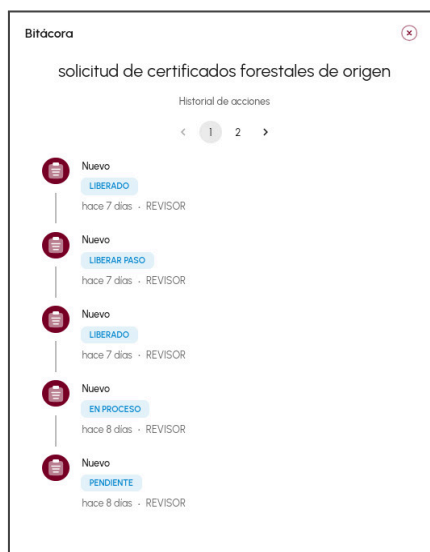 Bitácora
solicitud de certificados forestales de origen
Historial de acciones
1 2
Nuevo
LIBERADO
hace 7 días • REVISOR
Nuevo
LIBERAR PASO
hace 7 días • REVISOR
Nuevo
LIBERADO
hace 7 días • REVISOR
Nuevo
EN PROCESO
hace 8 días • REVISOR
Nuevo
PENDIENTE
hace 8 días • REVISOR